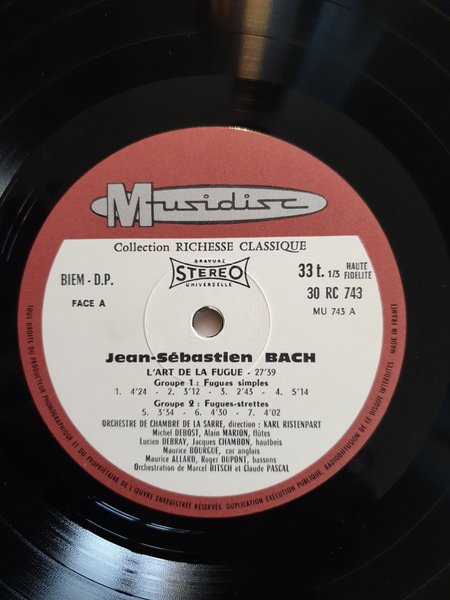 Musidisc
Collection RICHESSE CLASSIQUE
GRAVURE
STEREO
UNIVERSELLE
BIEM - D.P.
FACE A
33 t. 1/3 HAUTE FIDELITE
30 RC 743
MU 743 A
Jean-Sébastien BACH
L'ART DE LA FUGUE - 27'39
Groupe 1 : Fugues simples
1. 4'24 - 2. 3'12 - 3. 2'43 - 4. 5'14
Groupe 2 : Fugues-strettes
5. 3'34 - 6. 4'30 - 7. 4'02
ORCHESTRE DE CHAMBRE DE LA SARRE, direction : KARL RISTENPART
Michel DEBOST, Alain MARION, flûtes
Lucien DEBRAY, Jacques CHAMBON, hautbois
Maurice BOURGUE, cor anglais
Maurice ALLARD, Roger DUPONT, bassons
Orchestration de Marcel BITSCH et Claude PASCAL
TOUS DROITS DU PRODUCTEUR PHONOGRAPHIQUE ET DU PROPRIETAIRE DE L'ŒUVRE ENREGISTREE RÉSERVÉS. DUPLICATION EXÉCUTION PUBLIQUE, RADIODIFFUSION DE CE DISQUE INTERDITES • MADE IN FRANCE